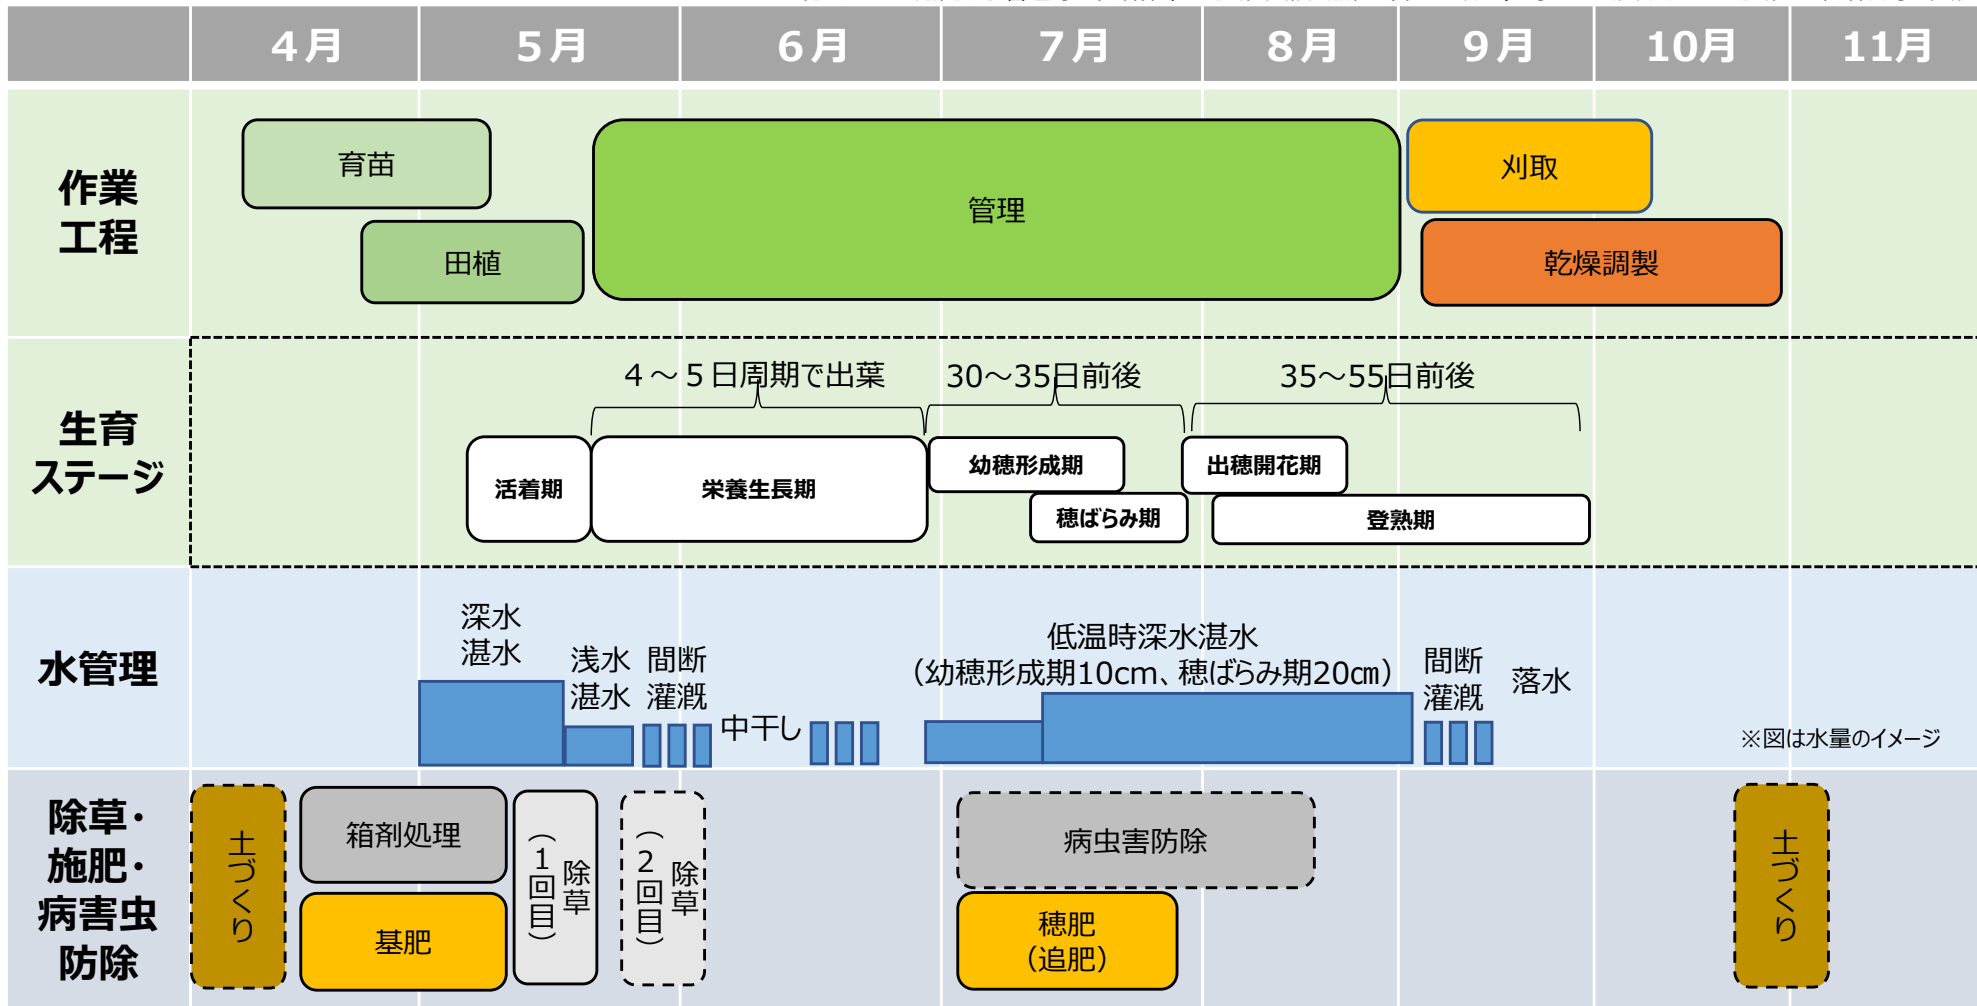 4月 5月 6月 7月 8月 9月 10月 11月
作業
工程
育苗
田植
管理
刈取
乾燥調製
生育
ステージ
4～5日周期で出葉
30～35日前後
35～55日前後
活着期
栄養生長期
幼穂形成期
穂ばらみ期
出穂開花期
登熟期
水管理
深水
湛水
浅水
湛水
間断
灌漑
中干し
低温時深水湛水
（幼穂形成期10cm、穂ばらみ期20㎝）
間断
灌漑
落水
※図は水量のイメージ
除草・
施肥・
病害虫
防除
土づくり
箱剤処理
基肥
除草
（1回目）
除草
（2回目）
病虫害防除
穂肥
（追肥）
土づくり